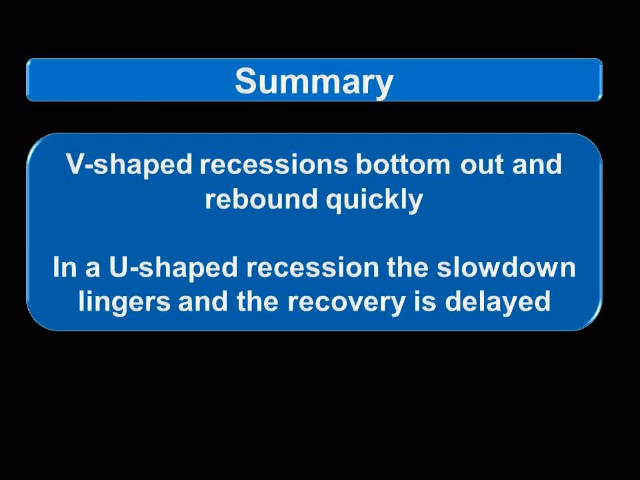 Summary
V-shaped recessions bottom out and
rebound quickly
In a U-shaped recession the slowdown
lingers and the recovery is delayed